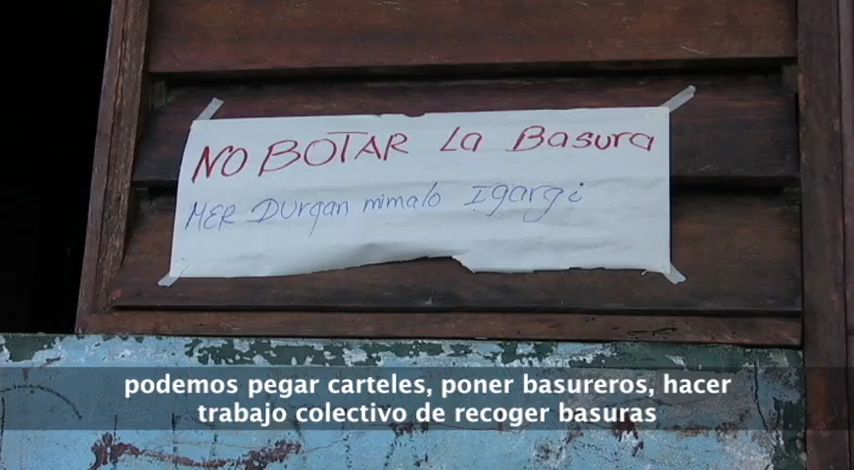 NO BOTAR La Basura
MER DUrgan mimalo Igargi
podemos pegar carteles, poner basureros, hacer
trabajo colectivo de recoger basuras